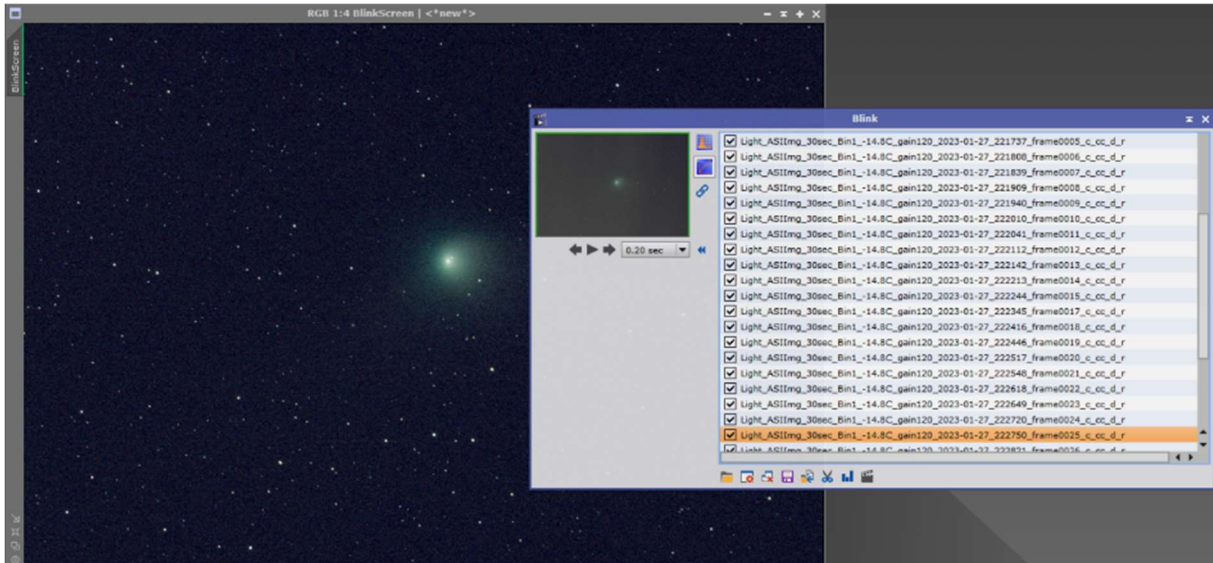 RGB 1:4 BlinkScreen | <*new*>
BlinkScreen
Blink
Light_ASIImg_30sec_Bin1_-14.8C_gain120_2023-01-27_221737_frame0005_c_cc_d_r
Light_ASIImg_30sec_Bin1_-14.8C_gain120_2023-01-27_221808_frame0006_c_cc_d_r
Light_ASIImg_30sec_Bin1_-14.8C_gain120_2023-01-27_221839_frame0007_c_cc_d_r
Light_ASIImg_30sec_Bin1_-14.8C_gain120_2023-01-27_221909_frame0008_c_cc_d_r
Light_ASIImg_30sec_Bin1_-14.8C_gain120_2023-01-27_221940_frame0009_c_cc_d_r
Light_ASIImg_30sec_Bin1_-14.8C_gain120_2023-01-27_222010_frame0010_c_cc_d_r
Light_ASIImg_30sec_Bin1_-14.8C_gain120_2023-01-27_222041_frame0011_c_cc_d_r
0.20 sec
Light_ASIImg_30sec_Bin1_-14.8C_gain120_2023-01-27_222112_frame0012_c_cc_d_r
Light_ASIImg_30sec_Bin1_-14.8C_gain120_2023-01-27_222142_frame0013_c_cc_d_r
Light_ASIImg_30sec_Bin1_-14.8C_gain120_2023-01-27_222213_frame0014_c_cc_d_r
Light_ASIImg_30sec_Bin1_-14.8C_gain120_2023-01-27_222244_frame0015_c_cc_d_r
Light_ASIImg_30sec_Bin1_-14.8C_gain120_2023-01-27_222345_frame0017_c_cc_d_r
Light_ASIImg_30sec_Bin1_-14.8C_gain120_2023-01-27_222416_frame0018_c_cc_d_r
Light_ASIImg_30sec_Bin1_-14.8C_gain120_2023-01-27_222446_frame0019_c_cc_d_r
Light_ASIImg_30sec_Bin1_-14.8C_gain120_2023-01-27_222517_frame0020_c_cc_d_r
Light_ASIImg_30sec_Bin1_-14.8C_gain120_2023-01-27_222548_frame0021_c_cc_d_r
Light_ASIImg_30sec_Bin1_-14.8C_gain120_2023-01-27_222618_frame0022_c_cc_d_r
Light_ASIImg_30sec_Bin1_-14.8C_gain120_2023-01-27_222649_frame0023_c_cc_d_r
Light_ASIImg_30sec_Bin1_-14.8C_gain120_2023-01-27_222720_frame0024_c_cc_d_r
Light_ASIImg_30sec_Bin1_-14.8C_gain120_2023-01-27_222750_frame0025_c_cc_d_r
Light_ASIImg_30sec_Bin1_-14.8C_gain120_2023-01-27_222821_frame0026_c_cc_d_r